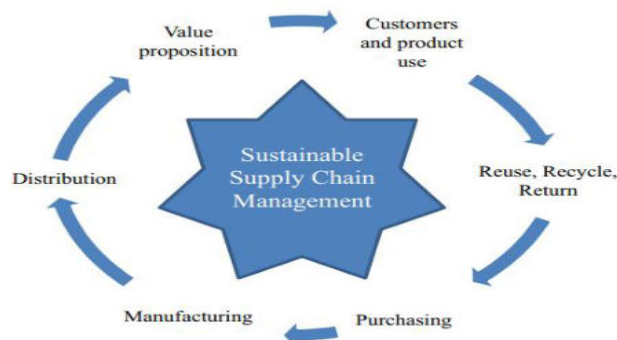 Value
proposition
Customers
and product
use
Sustainable
Supply Chain
Management
Distribution
Reuse, Recycle,
Return
Manufacturing
Purchasing